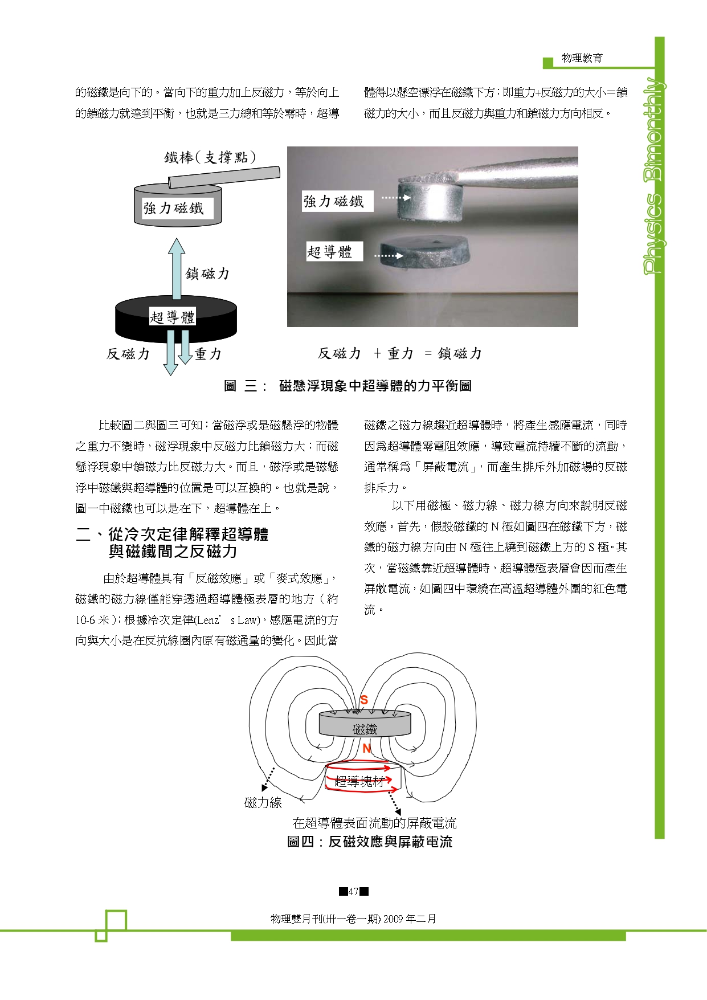 物理教育
Physics Bimonthly
的磁鐵是向下的。當向下的重力加上反磁力，等於向上
的鎖磁力就達到平衡，也就是三力總和等於零時，超導
體得以懸空漂浮在磁鐵下方；即重力+反磁力的大小＝鎖
磁力的大小，而且反磁力與重力和鎖磁力方向相反。
鐵棒(支撐點)
強力磁鐵
鎖磁力
超導體
反磁力
重力
強力磁鐵
超導體
反磁力 + 重力 = 鎖磁力
圖 三： 磁懸浮現象中超導體的力平衡圖
比較圖二與圖三可知：當磁浮或是磁懸浮的物體
之重力不變時，磁浮現象中反磁力比鎖磁力大；而磁
懸浮現象中鎖磁力比反磁力大。而且，磁浮或是磁懸
浮中磁鐵與超導體的位置是可以互換的。也就是說，
圖一中磁鐵也可以是在下，超導體在上。
二、從冷次定律解釋超導體
與磁鐵間之反磁力
由於超導體具有「反磁效應」或「麥式效應」，
磁鐵的磁力線僅能穿透過超導體極表層的地方（約
10-6 米）；根據冷次定律(Lenz’s Law)，感應電流的方
向與大小是在反抗線圈內原有磁通量的變化。因此當
磁鐵之磁力線趨近超導體時，將產生感應電流，同時
因為超導體零電阻效應，導致電流持續不斷的流動，
通常稱為「屏蔽電流」，而產生排斥外加磁場的反磁
排斥力。
以下用磁極、磁力線、磁力線方向來說明反磁
效應。首先，假設磁鐵的 N 極如圖四在磁鐵下方，磁
鐵的磁力線方向由 N 極往上繞到磁鐵上方的 S 極。其
次，當磁鐵靠近超導體時，超導體極表層會因而產生
屏敝電流，如圖四中環繞在高溫超導體外圍的紅色電
流。
S
磁鐵
N
超導塊材
磁力線
在超導體表面流動的屏蔽電流
圖四：反磁效應與屏蔽電流
■47■
物理雙月刊(卅一卷一期) 2009 年二月